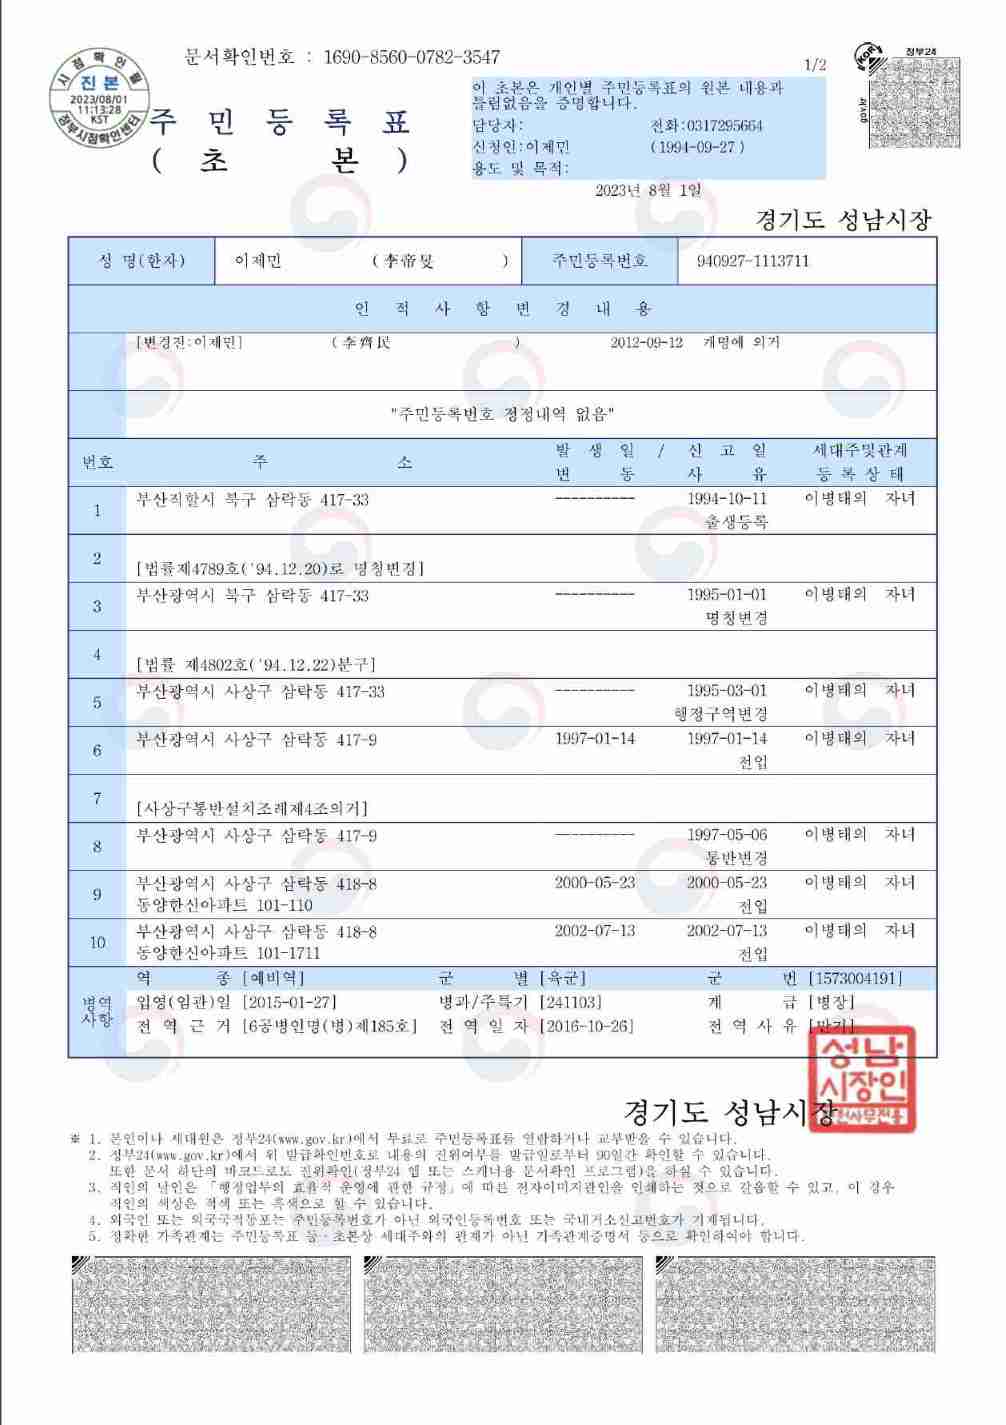 문서확인번호 : 1690-8560-0782-3547
1/2
시점확인필
진본
2023/08/01
11:13:28
KST
정부시점확인센터
정부24
KOR
gov.kr
주 민 등 록 표
( 초 본 )
이 초본은 개인별 주민등록표의 원본 내용과
틀림없음을 증명합니다.
담당자: 전화:0317295664
신청인:이제민 (1994-09-27 )
용도 및 목적:
2023년 8월 1일
경기도 성남시장
성 명(한자) 이제민 (李帝旻 ) 주민등록번호 940927-1113711
인 적 사 항 변 경 내 용
[변경전:이제민] (李齊民 ) 2012-09-12 개명에 의거
"주민등록번호 정정내역 없음"
번호 주 소 발 생 일 / 신 고 일 세대주및관계
변 동 사 유 등 록 상 태
1 부산직할시 북구 삼락동 417-33 ---------- 1994-10-11 이병태의 자녀
출생등록
2 [법률제4789호('94.12.20)로 명칭변경]
3 부산광역시 북구 삼락동 417-33 ---------- 1995-01-01 이병태의 자녀
명칭변경
4 [법률 제4802호('94.12.22)분구]
5 부산광역시 사상구 삼락동 417-33 ---------- 1995-03-01 이병태의 자녀
행정구역변경
6 부산광역시 사상구 삼락동 417-9 1997-01-14 1997-01-14 이병태의 자녀
전입
7 [사상구통반설치조례제4조의거]
8 부산광역시 사상구 삼락동 417-9 ---------- 1997-05-06 이병태의 자녀
통반변경
9 부산광역시 사상구 삼락동 418-8 2000-05-23 2000-05-23 이병태의 자녀
동양한신아파트 101-110 전입
10 부산광역시 사상구 삼락동 418-8 2002-07-13 2002-07-13 이병태의 자녀
동양한신아파트 101-1711 전입
병역사항
역 종 [예비역] 군 별 [육군] 군 번 [1573004191]
입영(임관)일 [2015-01-27] 병과/주특기 [241103] 계 급 [병장]
전 역 근 거 [6공병인명(병)제185호] 전 역 일 자 [2016-10-26] 전 역 사 유 [만기]
성남
시장인
경기도 성남시장
※ 1. 본인이나 세대원은 정부24(www.gov.kr)에서 무료로 주민등록표를 열람하거나 교부받을 수 있습니다.
2. 정부24(www.gov.kr)에서 위 발급확인번호로 내용의 진위여부를 발급일로부터 90일간 확인할 수 있습니다.
또한 문서 하단의 바코드로도 진위확인(정부24 앱 또는 스캐너용 문서확인 프로그램)을 하실 수 있습니다.
3. 직인의 날인은 「행정업무의 효율적 운영에 관한 규정」에 따른 전자이미지관인을 인쇄하는 것으로 갈음할 수 있고, 이 경우
직인의 색상은 적색 또는 흑색으로 할 수 있습니다.
4. 외국인 또는 외국국적동포는 주민등록번호가 아닌 외국인등록번호 또는 국내거소신고번호가 기재됩니다.
5. 정확한 가족관계는 주민등록표 등·초본상 세대주와의 관계가 아닌 가족관계증명서 등으로 확인하여야 합니다.